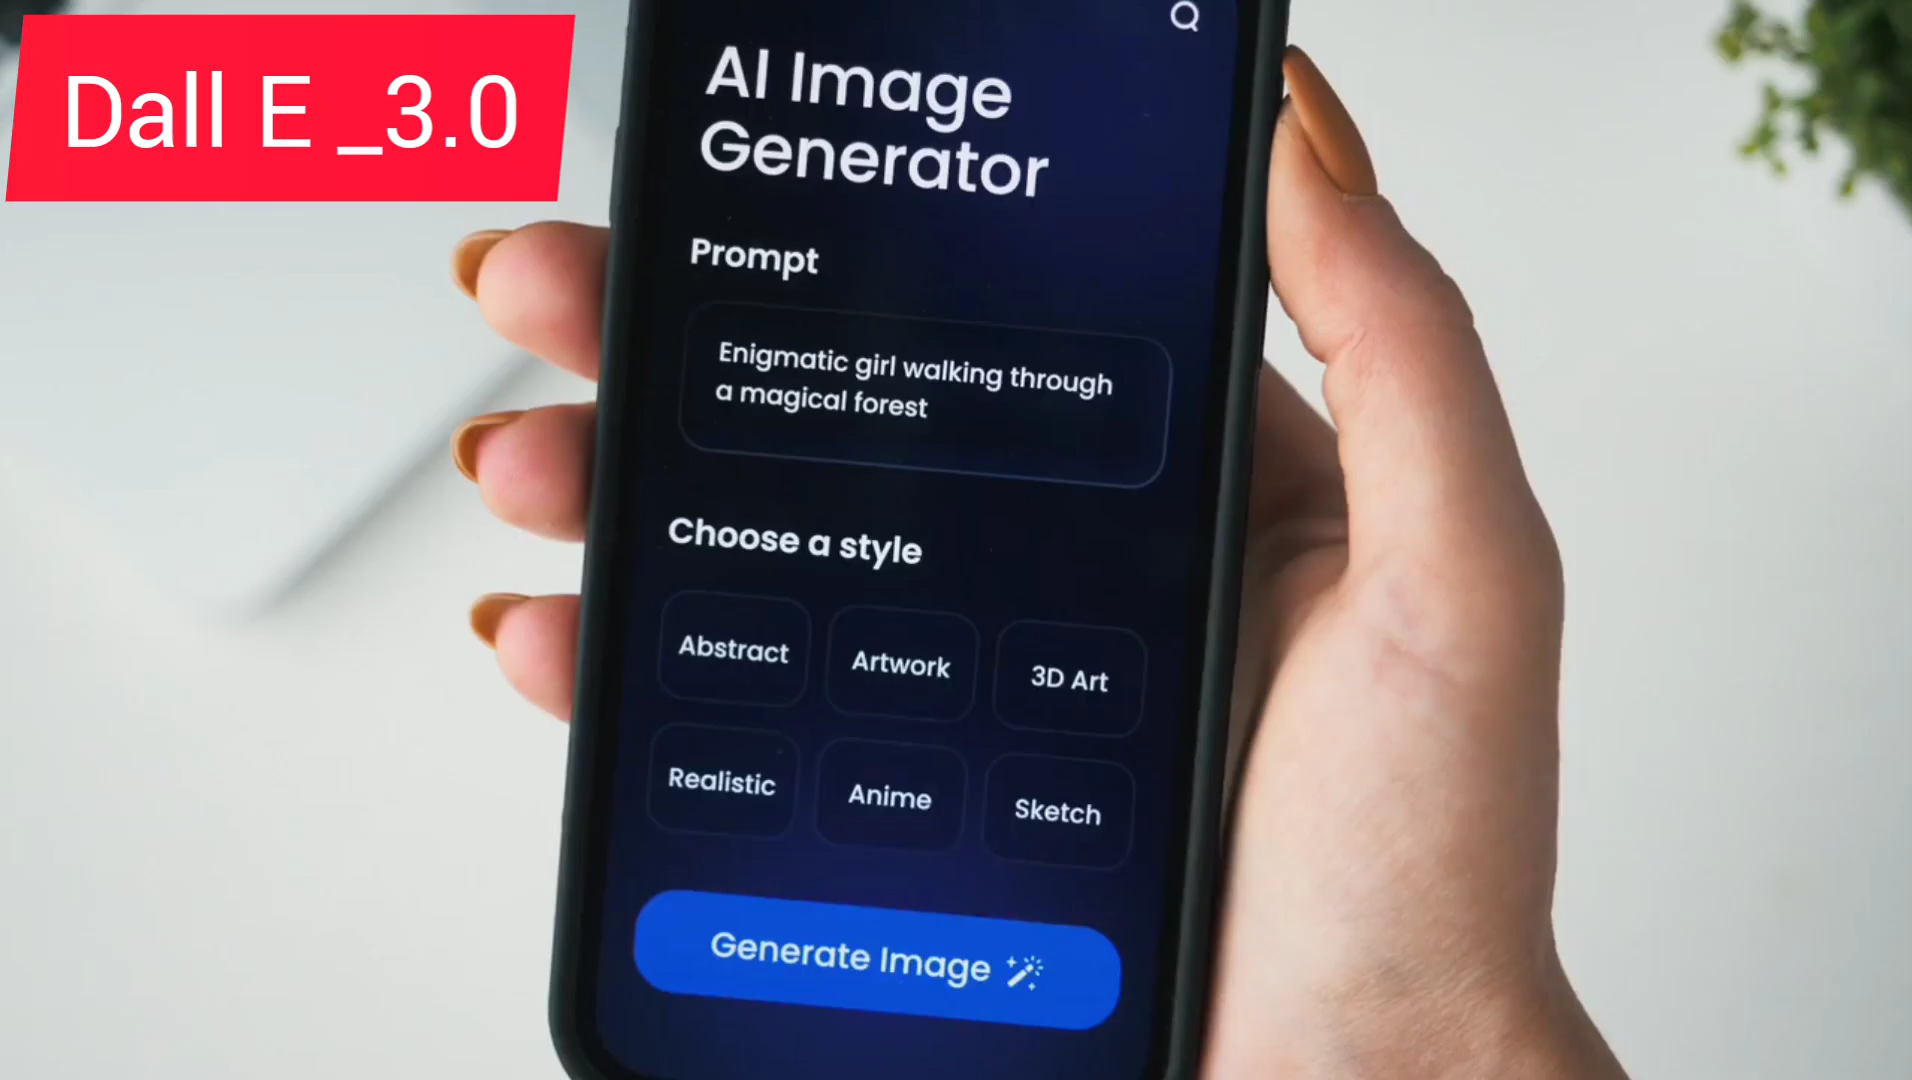 Dall E _3.0
AI Image
Generator
Prompt
Enigmatic girl walking through
a magical forest
Choose a style
Abstract
Artwork
3D Art
Realistic
Anime
Sketch
Generate Image